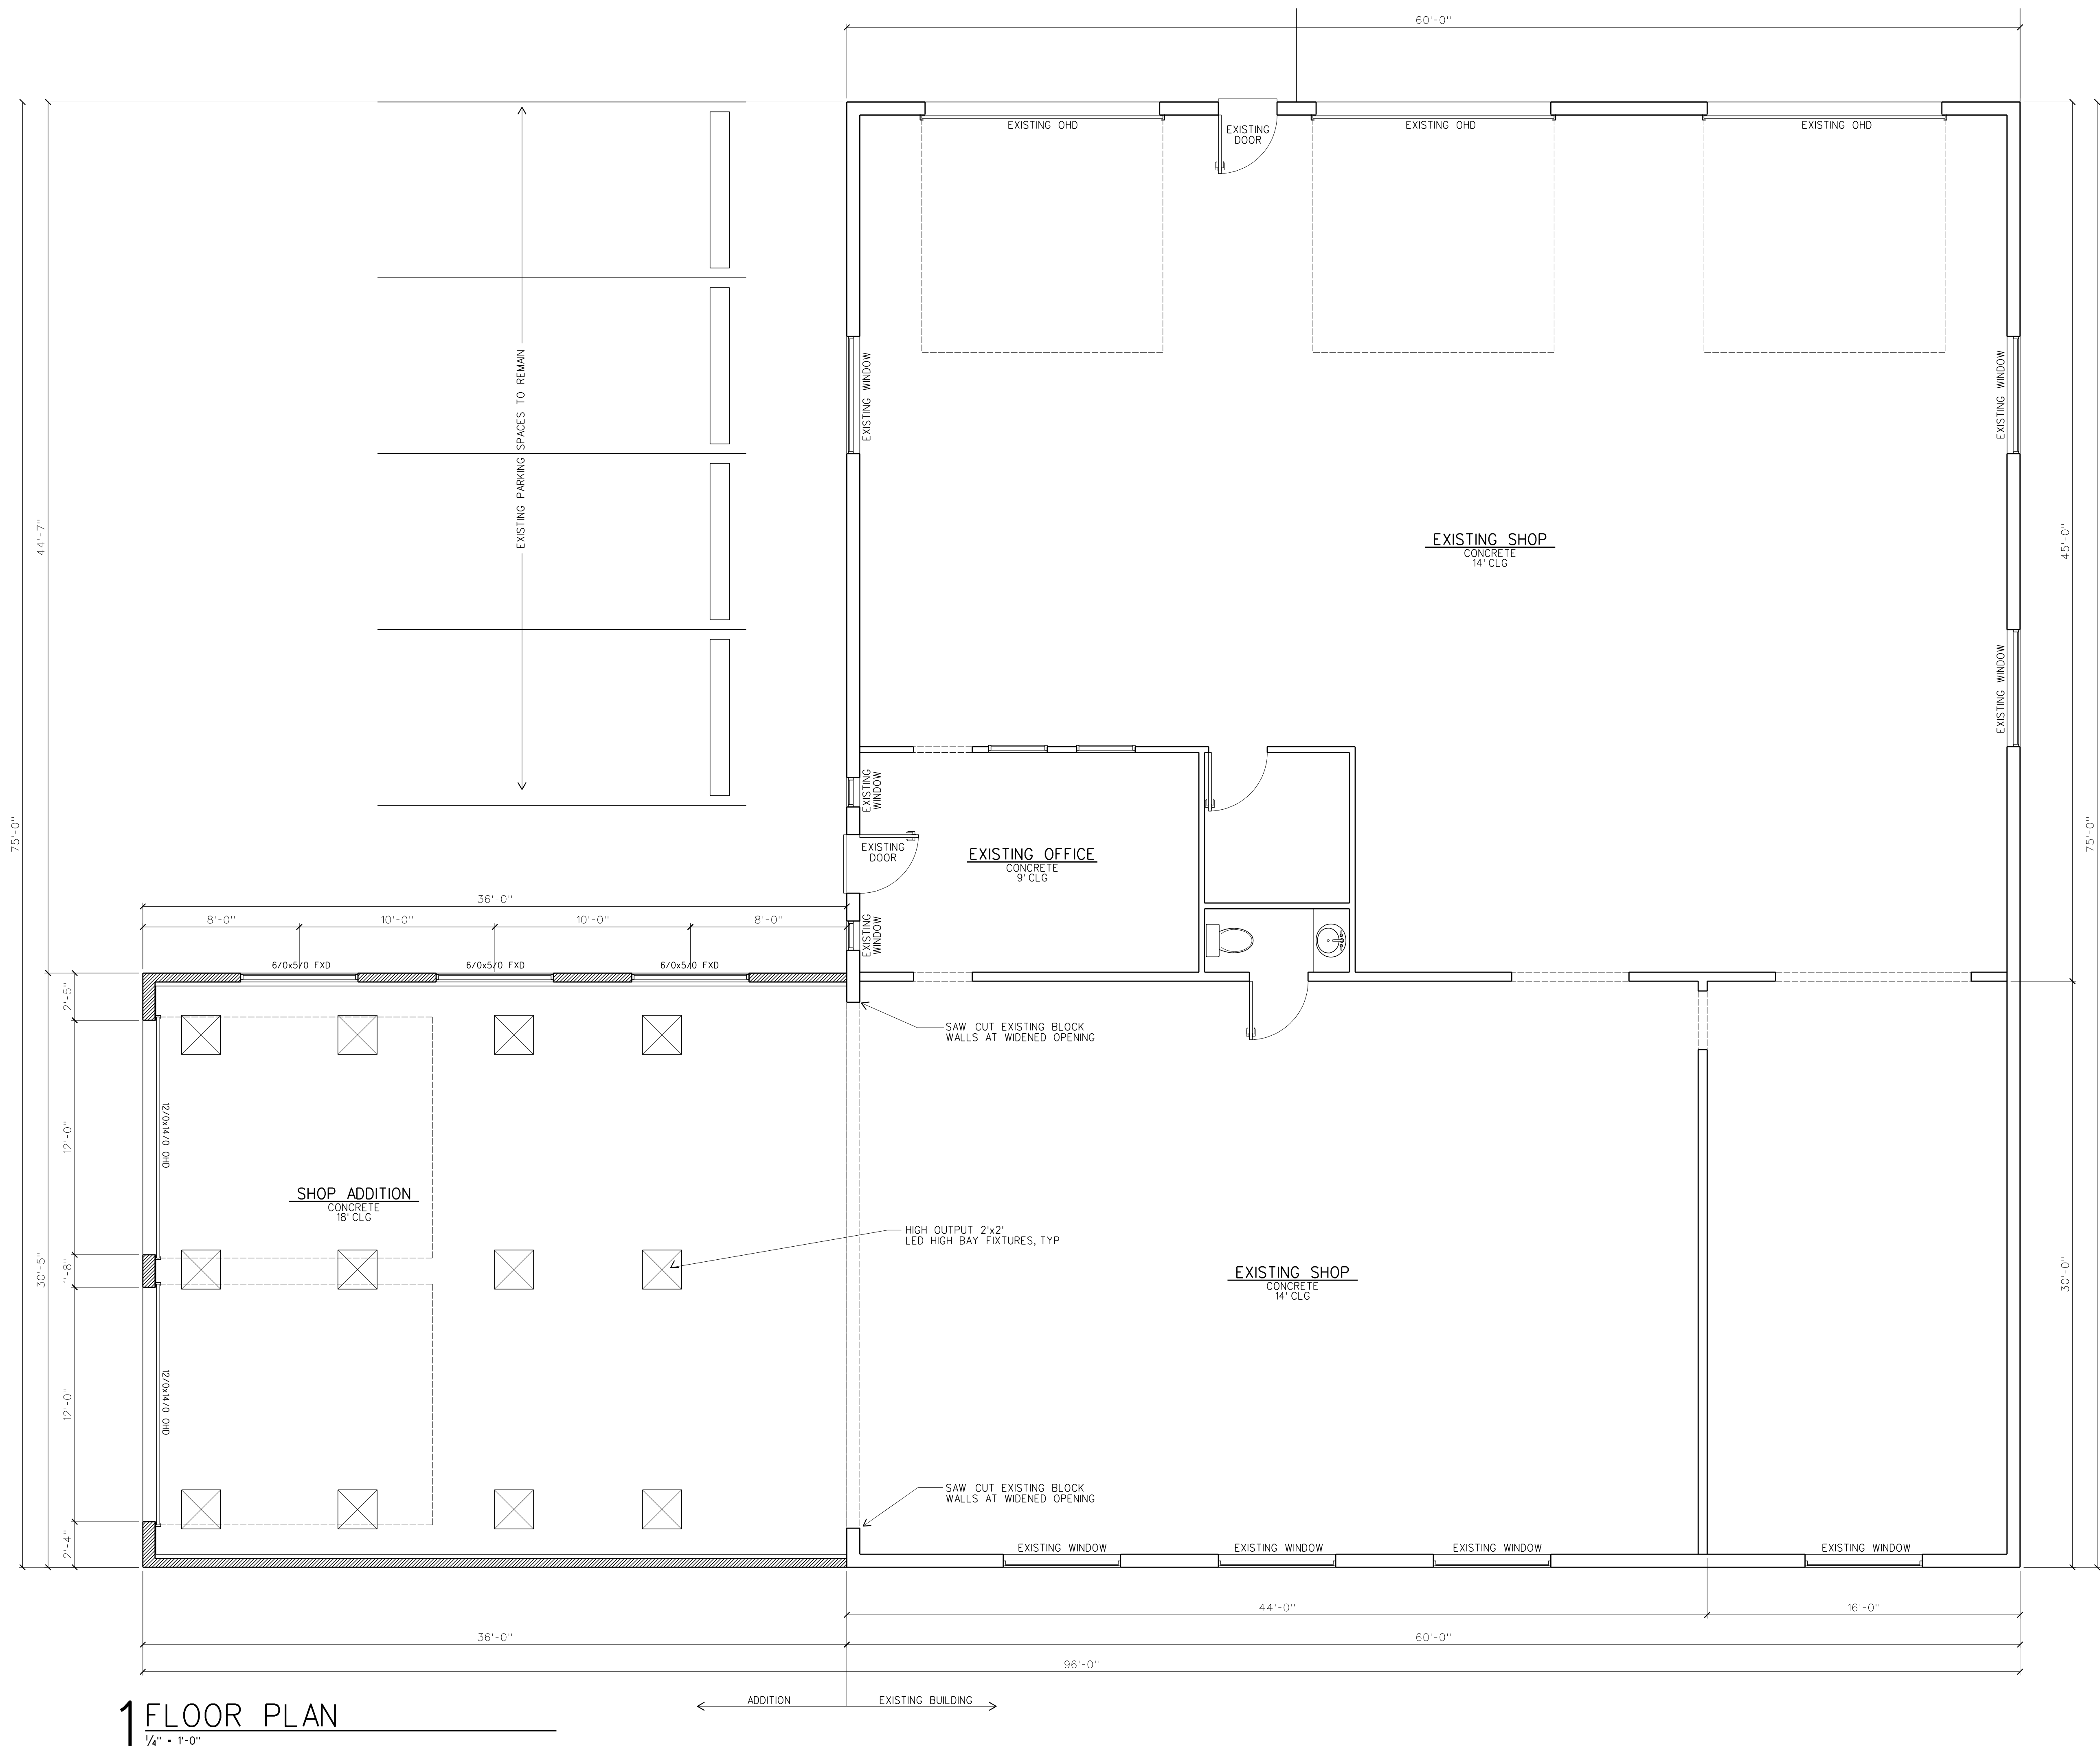 60'-0"
EXISTING OHD
EXISTING
DOOR
EXISTING OHD
EXISTING OHD
EXISTING PARKING SPACES TO REMAIN
EXISTING WINDOW
EXISTING WINDOW
44'-7"
75'-0"
EXISTING SHOP
CONCRETE
14' CLG
45'-0"
75'-0"
EXISTING WINDOW
EXISTING
WINDOW
EXISTING
DOOR
EXISTING OFFICE
CONCRETE
9' CLG
EXISTING
WINDOW
36'-0"
8'-0"
10'-0"
10'-0"
8'-0"
6/0x5/0 FXD
6/0x5/0 FXD
6/0x5/0 FXD
2'-5"
12'-0"
1'-8"
12'-0"
2'-4"
30'-5"
12/0x14/0 OHD
12/0x14/0 OHD
SHOP ADDITION
CONCRETE
18' CLG
SAW CUT EXISTING BLOCK
WALLS AT WIDENED OPENING
HIGH OUTPUT 2'x2'
LED HIGH BAY FIXTURES, TYP
EXISTING SHOP
CONCRETE
14' CLG
30'-0"
SAW CUT EXISTING BLOCK
WALLS AT WIDENED OPENING
EXISTING WINDOW
EXISTING WINDOW
EXISTING WINDOW
EXISTING WINDOW
44'-0"
16'-0"
36'-0"
60'-0"
96'-0"
ADDITION
EXISTING BUILDING
1 FLOOR PLAN
1/4" = 1'-0"